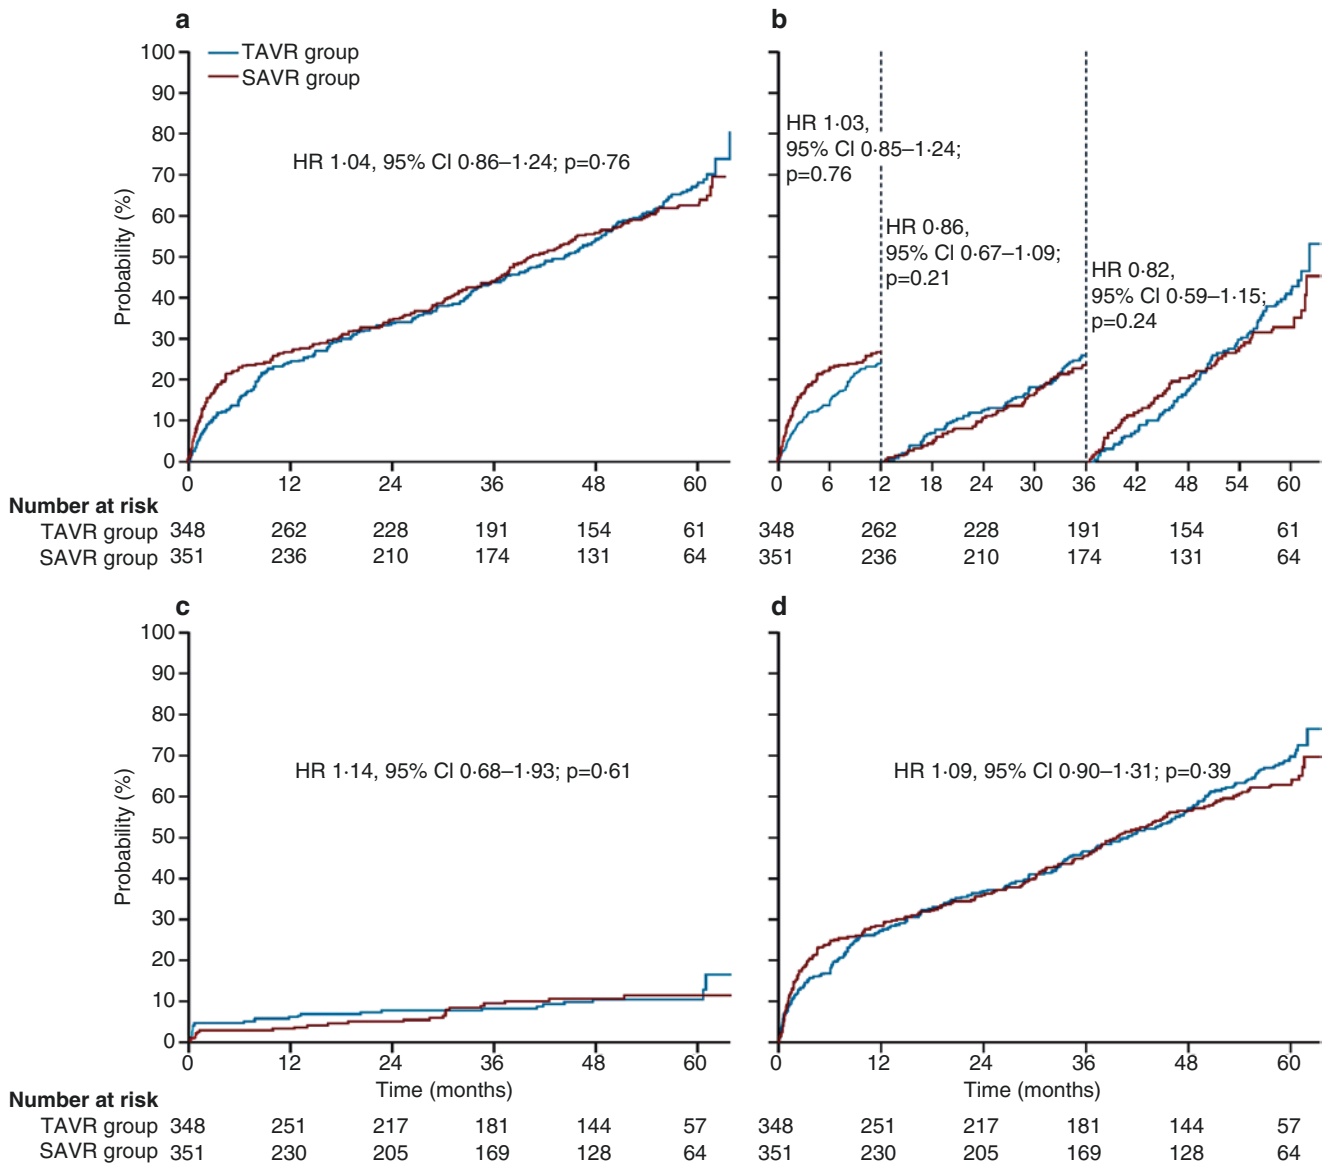 a
100
90
80
70
60
50
40
30
20
10
0
Probability (%)
TAVR group
SAVR group
HR 1·04, 95% CI 0·86–1·24; p=0·76
0 12 24 36 48 60
b
HR 1·03,
95% CI 0·85–1·24;
p=0.76
HR 0·86,
95% CI 0·67–1·09;
p=0.21
HR 0·82,
95% CI 0·59–1·15;
p=0.24
0 6 12 18 24 30 36 42 48 54 60
Number at risk
TAVR group 348 262 228 191 154 61
SAVR group 351 236 210 174 131 64
348 262 228 191 154 61
351 236 210 174 131 64
c
100
90
80
70
60
50
40
30
20
10
0
Probability (%)
HR 1·14, 95% CI 0·68–1·93; p=0·61
0 12 24 36 48 60
Time (months)
d
HR 1·09, 95% CI 0·90–1·31; p=0·39
0 12 24 36 48 60
Time (months)
Number at risk
TAVR group 348 251 217 181 144 57
SAVR group 351 230 205 169 128 64
348 251 217 181 144 57
351 230 205 169 128 64